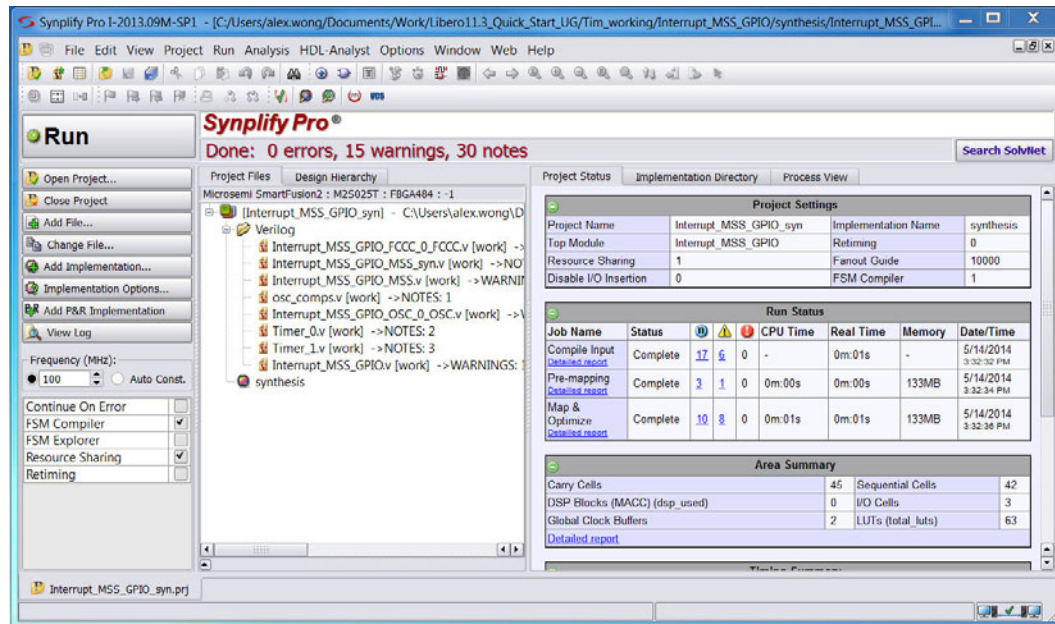 Synplify Pro I-2013.09M-SP1 - [C:/Users/alex.wong/Documents/Work/Libero11.3_Quick_Start_UG/Tim_working/Interrupt_MSS_GPIO/synthesis/Interrupt_MSS_GPI...
File Edit View Project Run Analysis HDL-Analyst Options Window Web Help
VCS
Run
Synplify Pro®
Done: 0 errors, 15 warnings, 30 notes
Search SolvNet
Open Project...
Close Project
Add File...
Change File...
Add Implementation...
Implementation Options...
Add P&R Implementation
View Log
Frequency (MHz):
100 Auto Const.
Continue On Error
FSM Compiler
FSM Explorer
Resource Sharing
Retiming
Project Files Design Hierarchy
Microsemi SmartFusion2 : M2S025T : FBGA484 : -1
[Interrupt_MSS_GPIO_syn] - C:\Users\alex.wong\D
Verilog
Interrupt_MSS_GPIO_FCCC_0_FCCC.v [work] ->
Interrupt_MSS_GPIO_MSS_syn.v [work] ->NO
Interrupt_MSS_GPIO_MSS.v [work] ->WARNI
osc_comps.v [work] ->NOTES: 1
Interrupt_MSS_GPIO_OSC_0_OSC.v [work] ->
Timer_0.v [work] ->NOTES: 2
Timer_1.v [work] ->NOTES: 3
Interrupt_MSS_GPIO.v [work] ->WARNINGS:
synthesis
Project Status Implementation Directory Process View
Project Settings
Project Name Interrupt_MSS_GPIO_syn Implementation Name synthesis
Top Module Interrupt_MSS_GPIO Retiming 0
Resource Sharing 1 Fanout Guide 10000
Disable I/O Insertion 0 FSM Compiler 1
Run Status
Job Name Status CPU Time Real Time Memory Date/Time
Compile Input Complete 17 6 0 - 0m:01s - 5/14/2014
Detailed report 3:32:32 PM
Pre-mapping Complete 3 1 0 0m:00s 0m:00s 133MB 5/14/2014
Detailed report 3:32:34 PM
Map & Optimize Complete 10 8 0 0m:01s 0m:01s 133MB 5/14/2014
Detailed report 3:32:36 PM
Area Summary
Carry Cells 45 Sequential Cells 42
DSP Blocks (MACC) (dsp_used) 0 I/O Cells 3
Global Clock Buffers 2 LUTs (total_luts) 63
Detailed report
Timing Summary
Interrupt_MSS_GPIO_syn.prj